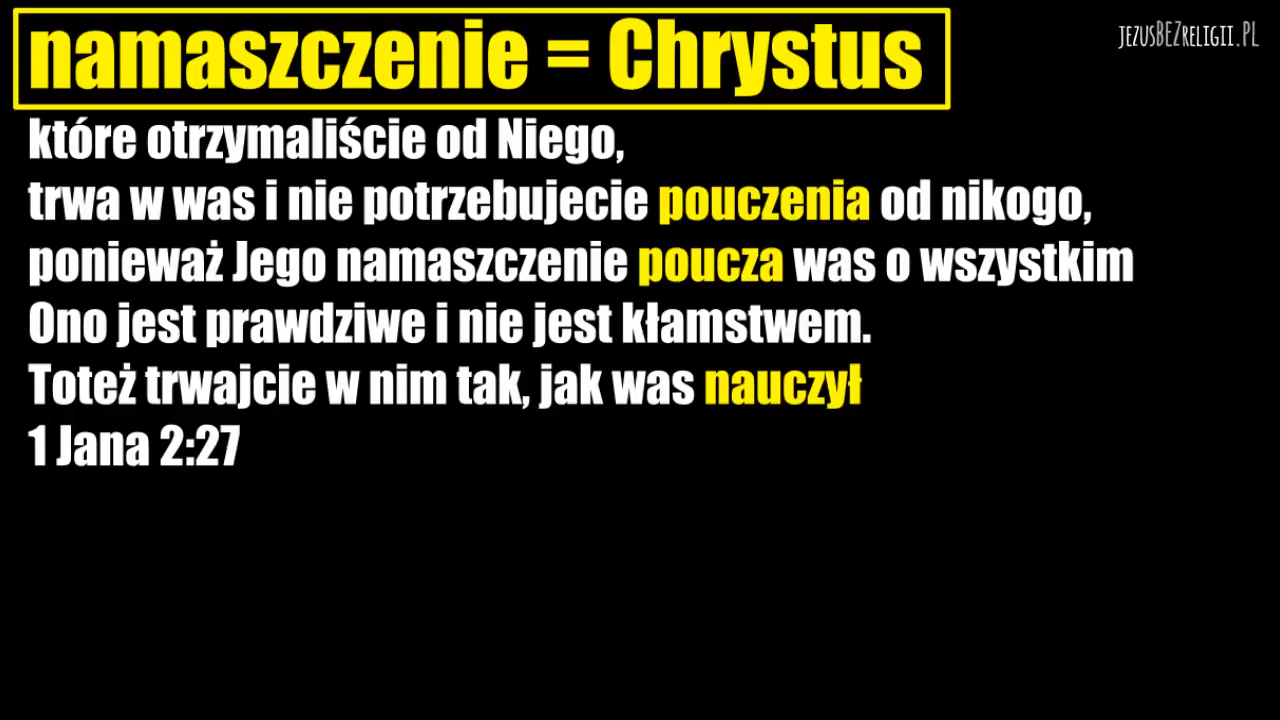 namaszczenie = Chrystus
jezusBEZreligii.PL
które otrzymaliście od Niego,
trwa w was i nie potrzebujecie pouczenia od nikogo,
ponieważ Jego namaszczenie poucza was o wszystkim
Ono jest prawdziwe i nie jest kłamstwem.
Toteż trwajcie w nim tak, jak was nauczył
1 Jana 2:27